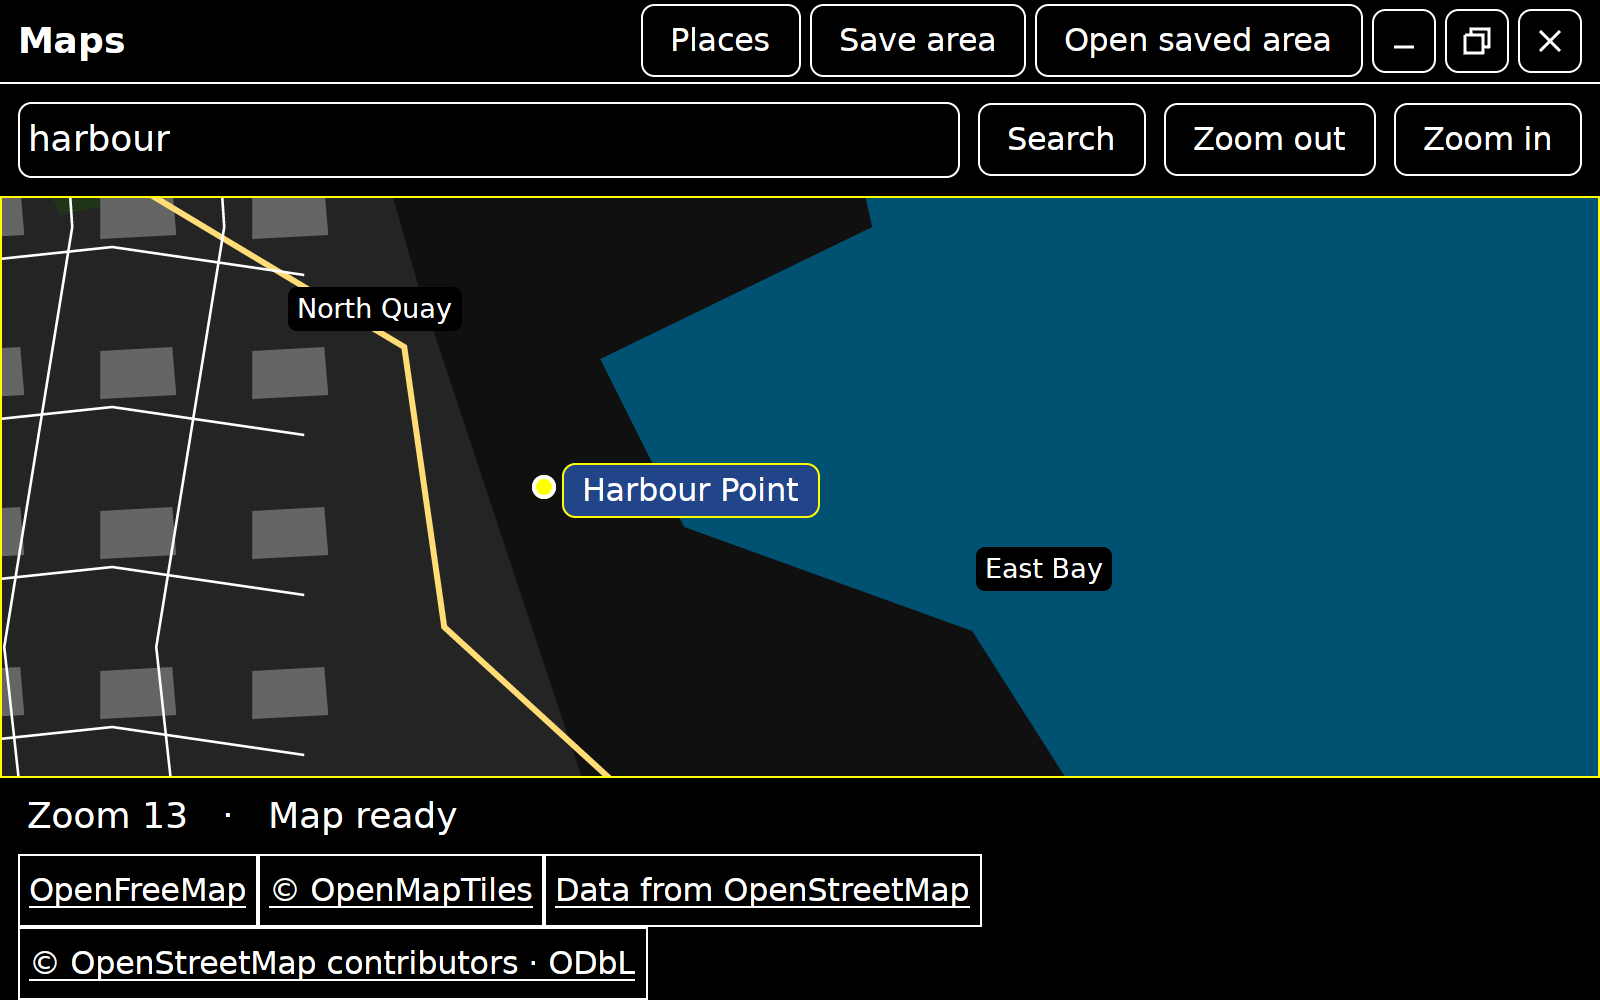 Maps
Places
Save area
Open saved area
harbour
Search
Zoom out
Zoom in
North Quay
Harbour Point
East Bay
Zoom 13 · Map ready
OpenFreeMap
© OpenMapTiles
Data from OpenStreetMap
© OpenStreetMap contributors · ODbL